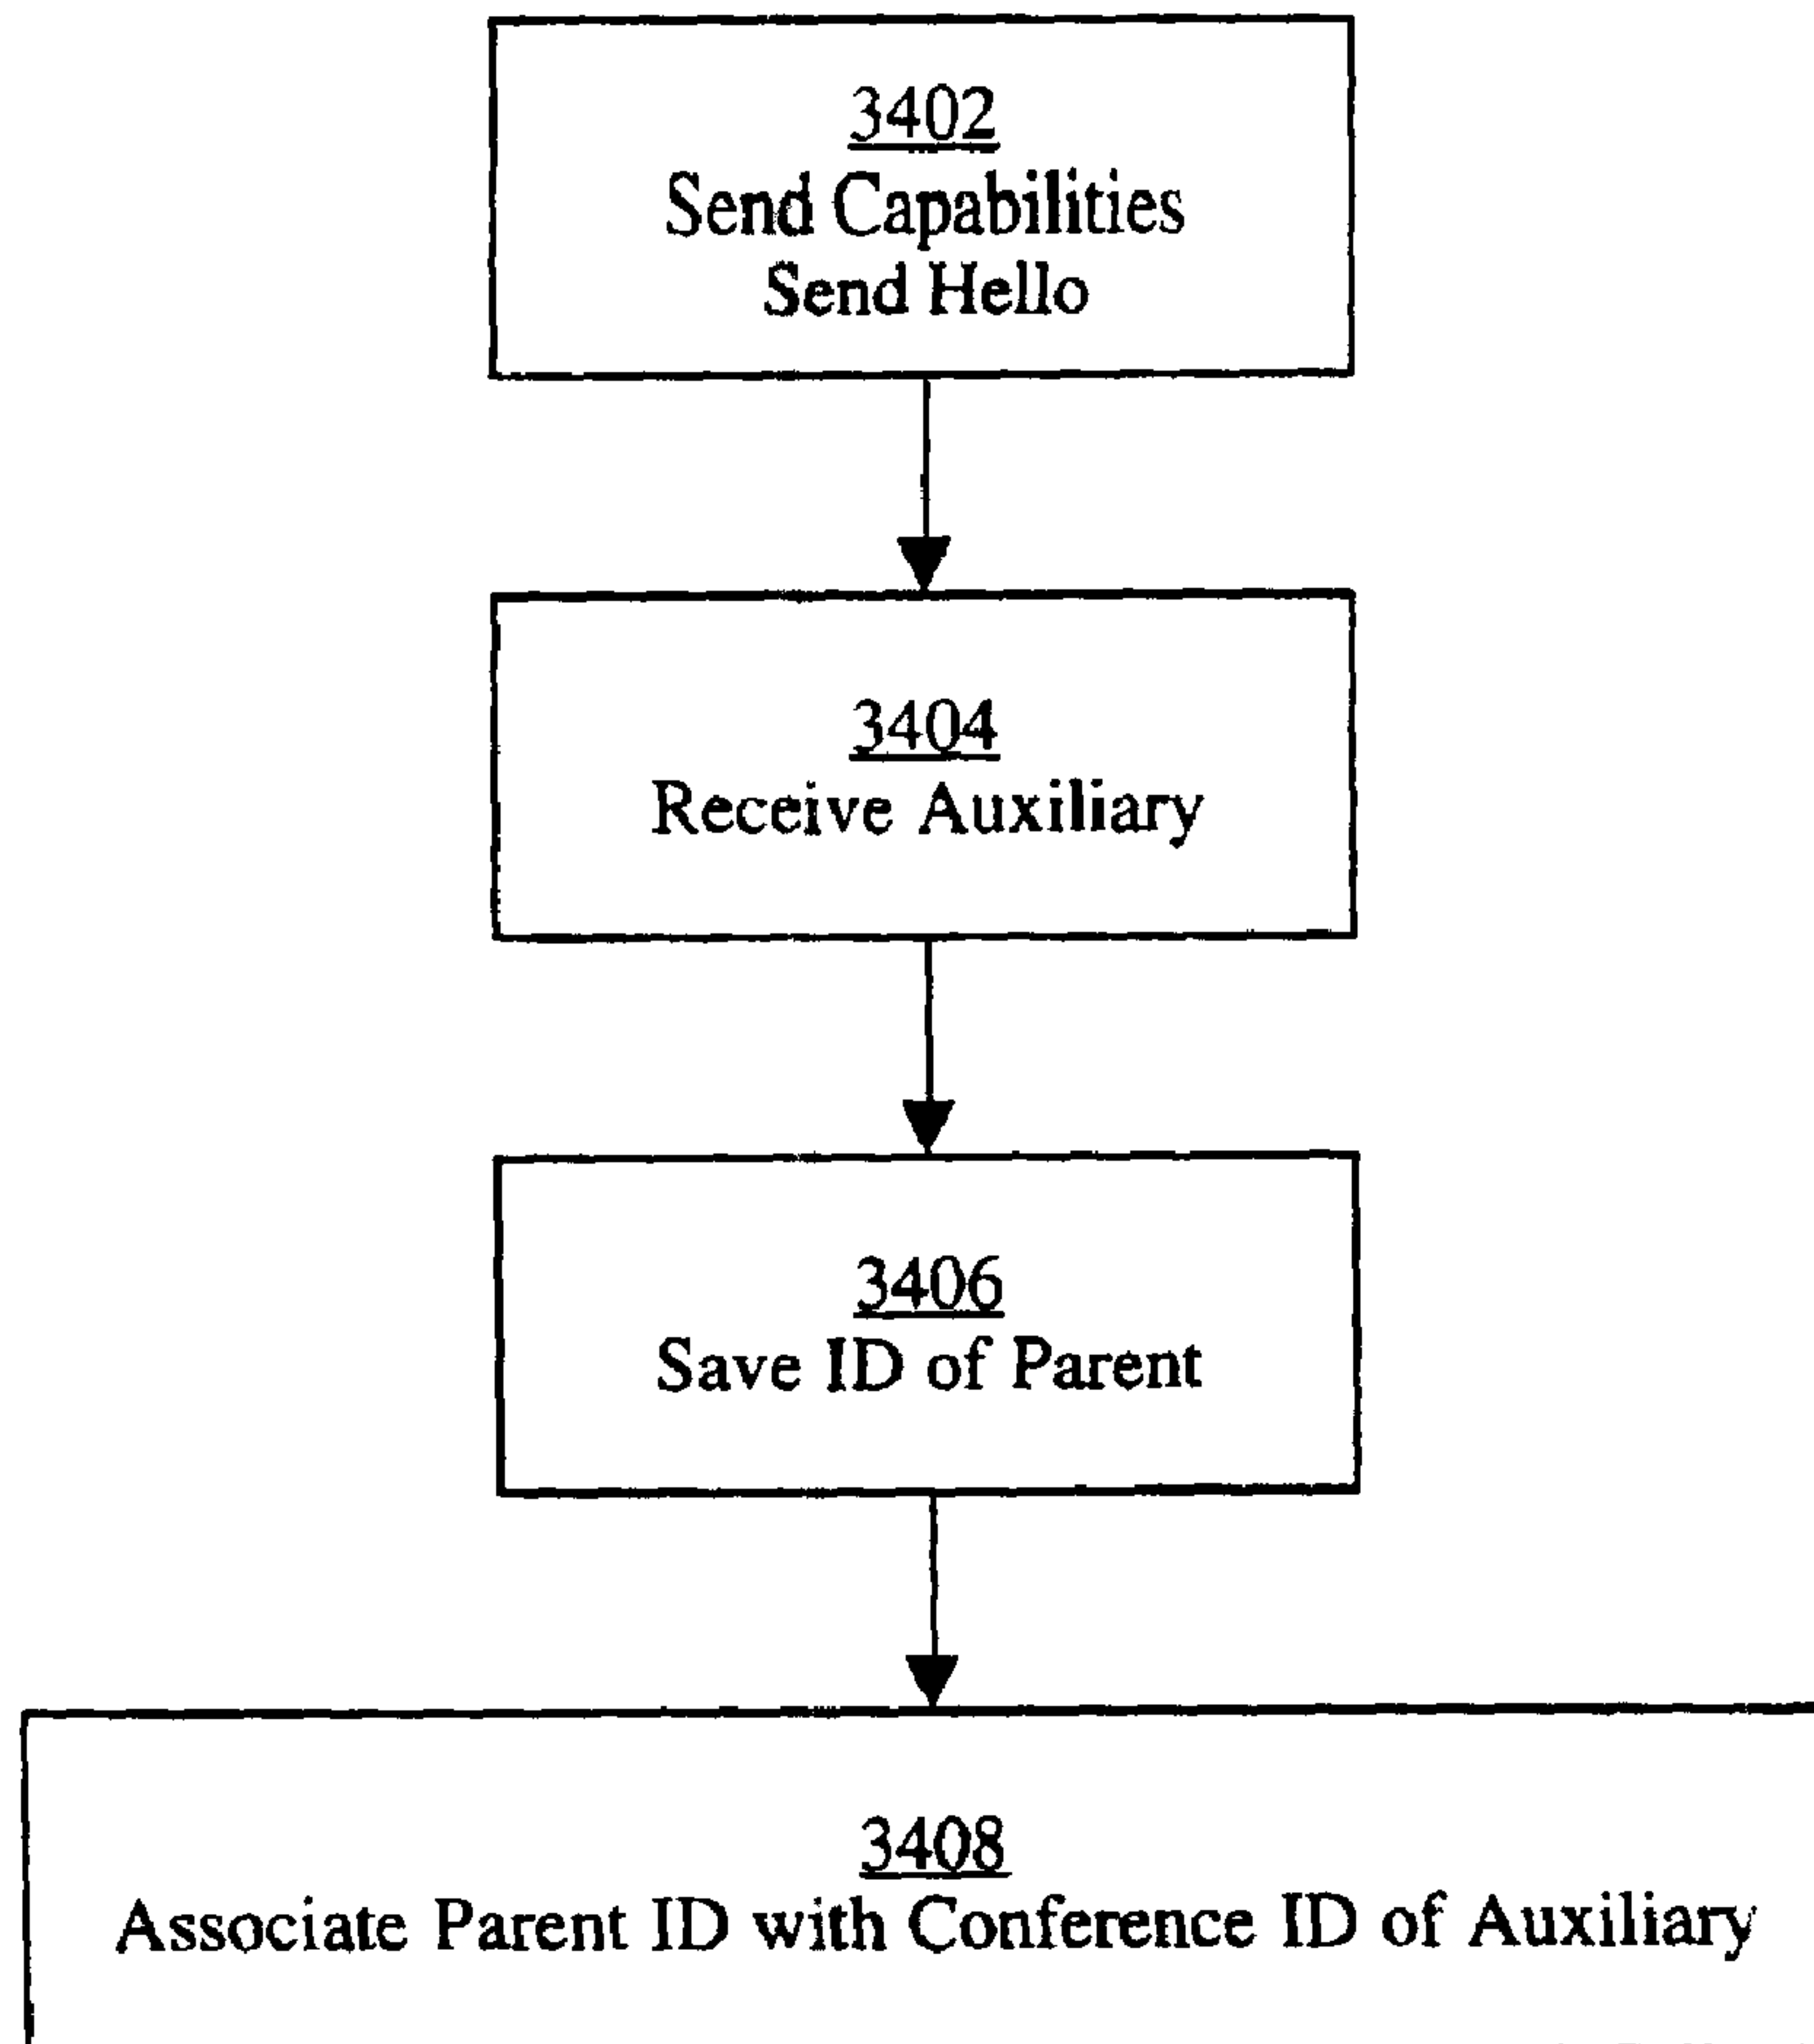 3402
Send Capabilities
Send Hello
3404
Receive Auxiliary
3406
Save ID of Parent
3408
Associate Parent ID with Conference ID of Auxiliary